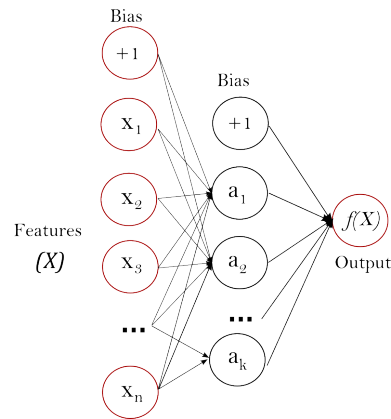 Bias
+1
x1
x2
x3
...
xn
Features
(X)
Bias
+1
a1
a2
...
ak
f(X)
Output